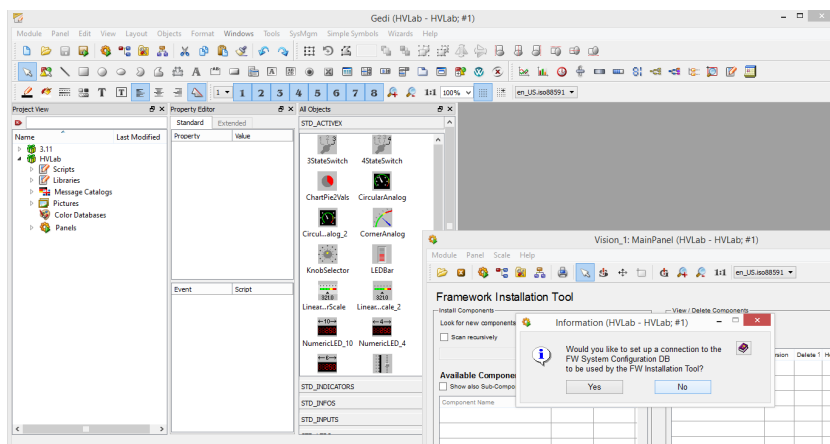 Gedi (HVLab - HVLab; #1)
Module Panel Edit View Layout Objects Format Windows Tools SysMgm Simple Symbols Wizards Help
1 1 2 3 4 5 6 7 8 1:1 100% en_US.iso88591
Project View
Property Editor
All Objects
Name Last Modified
3.11
HVLab
Scripts
Libraries
Message Catalogs
Pictures
Color Databases
Panels
Standard Extended
Property Value
Event Script
STD_ACTIVEX
3StateSwitch 4StateSwitch
ChartPie2Vals CircularAnalog
Circul...alog_2 CornerAnalog
KnobSelector LEDBar
Linear...rScale Linear...cale_2
NumericLED_10 NumericLED_4
STD_INDICATORS
STD_INFOS
STD_INPUTS
Vision_1: MainPanel (HVLab - HVLab; #1)
Module Panel Scale Help
1:1 en_US.iso88591
Framework Installation Tool
Install Components
View / Delete Components
Look for new components
Scan recursively
Available Compone
Show also Sub-Compo
Component Name
Delete ?
Information (HVLab - HVLab; #1)
Would you like to set up a connection to the
FW System Configuration DB
to be used by the FW Installation Tool?
Yes No